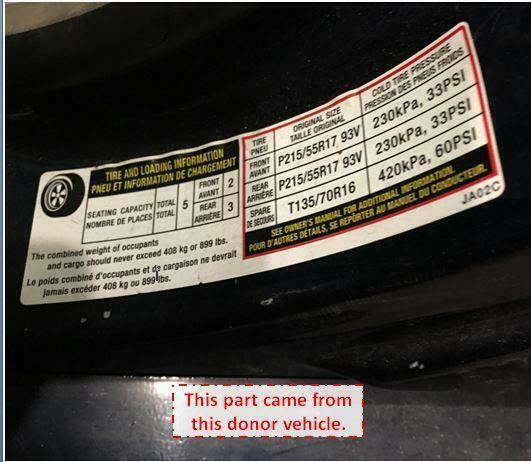 TIRE AND LOADING INFORMATION
PNEU ET INFORMATION DE CHARGEMENT
SEATING CAPACITY TOTAL 5 FRONT 2
NOMBRE DE PLACES TOTAL AVANT
REAR 3
ARRIÈRE
The combined weight of occupants
and cargo should never exceed 408 kg or 899 lbs.
Le poids combiné d'occupants et de cargaison ne devrait
jamais excéder 408 kg ou 899 lbs.
TIRE ORIGINAL SIZE COLD TIRE PRESSURE
PNEU TAILLE ORIGINAL PRESSION DES PNEUS FROIDS
FRONT P215/55R17 93V 230kPa, 33PSI
AVANT
REAR P215/55R17 93V 230kPa, 33PSI
ARRIÈRE
SPARE T135/70R16 420kPa, 60PSI
DE SECOURS
SEE OWNER'S MANUAL FOR ADDITIONAL INFORMATION.
POUR D'AUTRES DÉTAILS, SE REPÔRTER AU MANUEL DU CONDUCTEUR.
JA02C
This part came from
this donor vehicle.